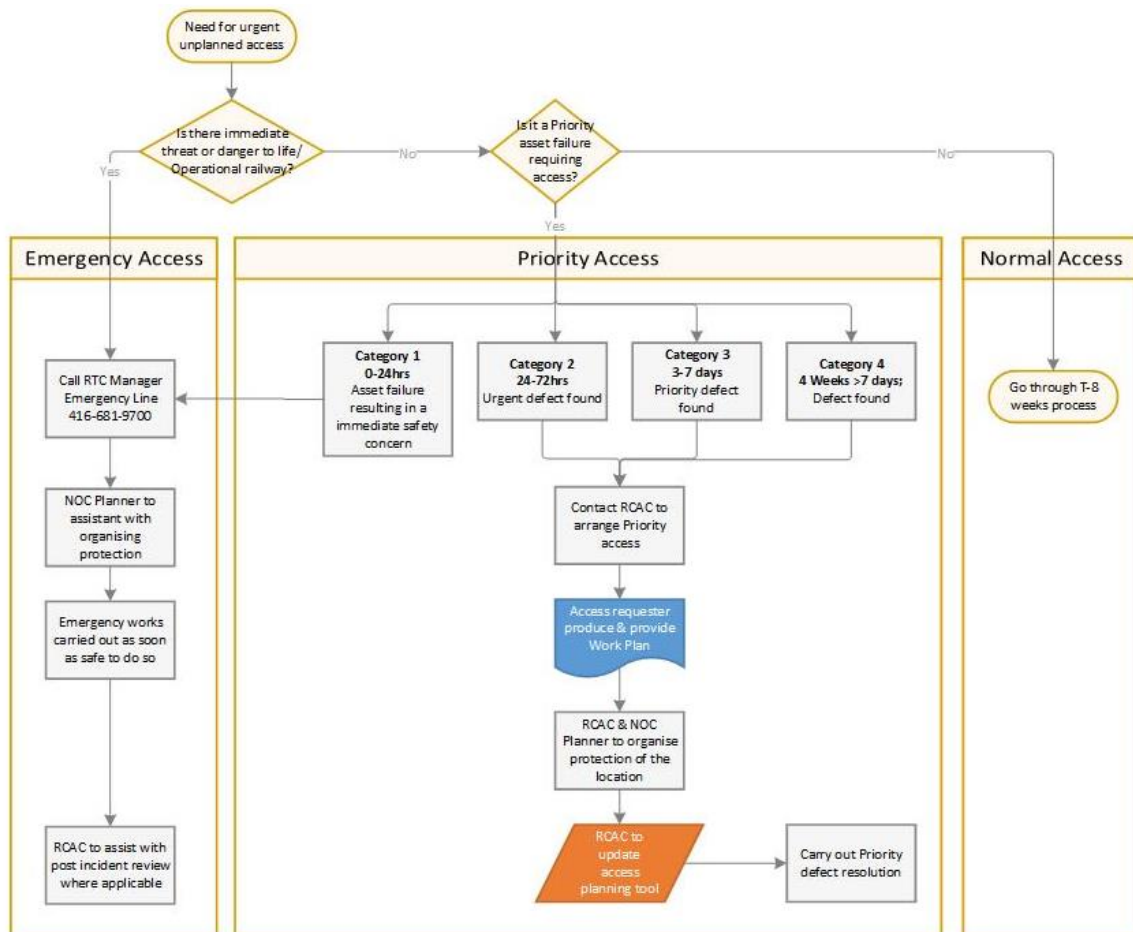 Need for urgent
unplanned access
Is there immediate
threat or danger to life/
Operational railway?
Is it a Priority
asset failure
requiring
access?
Yes
No
Yes
No
Emergency Access
Priority Access
Normal Access
Call RTC Manager
Emergency Line
416-681-9700
NOC Planner to
assistant with
organising
protection
Emergency works
carried out as soon
as safe to do so
RCAC to assist with
post incident review
where applicable
Category 1
0-24hrs
Asset failure
resulting in a
immediate safety
concern
Category 2
24-72hrs
Urgent defect found
Category 3
3-7 days
Priority defect
found
Category 4
4 Weeks >7 days;
Defect found
Contact RCAC to
arrange Priority
access
Access requester
produce & provide
Work Plan
RCAC & NOC
Planner to organise
protection of the
location
RCAC to
update
access
planning tool
Carry out Priority
defect resolution
Go through T-8
weeks process